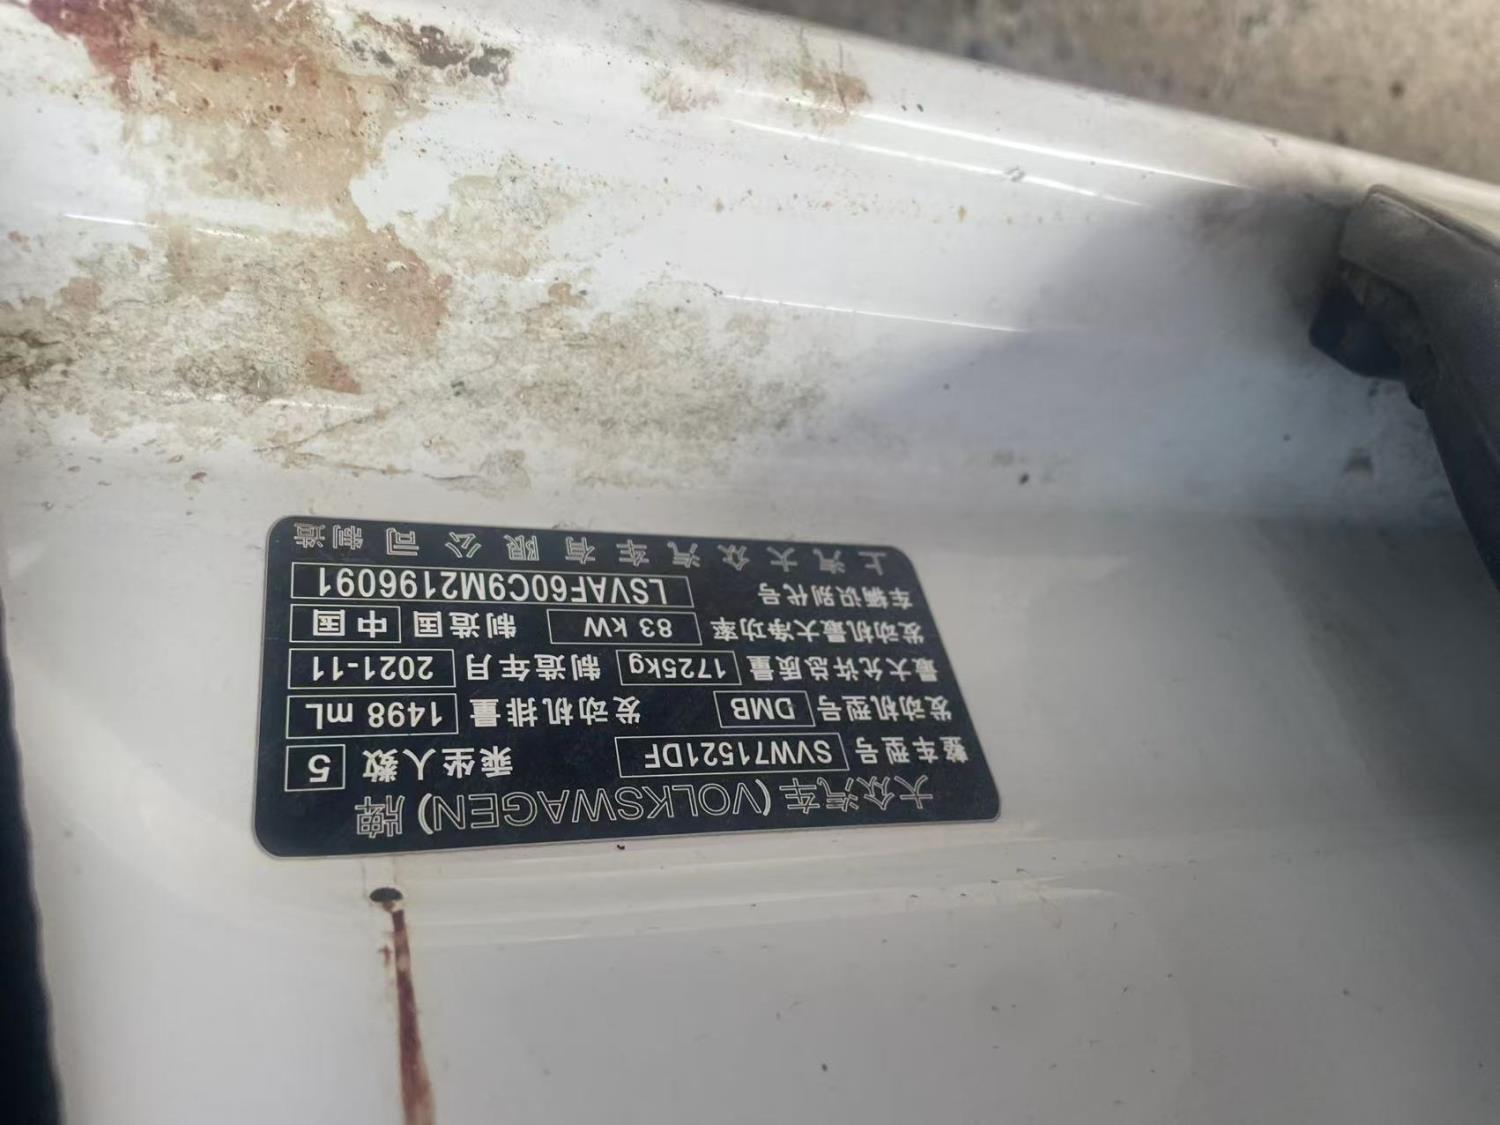 大众汽车(VOLKSWAGEN)牌
整车型号 SVW71521DF 乘坐人数 5
发动机型号 DMB 发动机排量 1498 mL
最大允许总质量 1725kg 制造年月 2021-11
发动机最大净功率 83 kW 制造国 中国
车辆识别代号 LSVAF60C9M2196091
上汽大众汽车有限公司制造